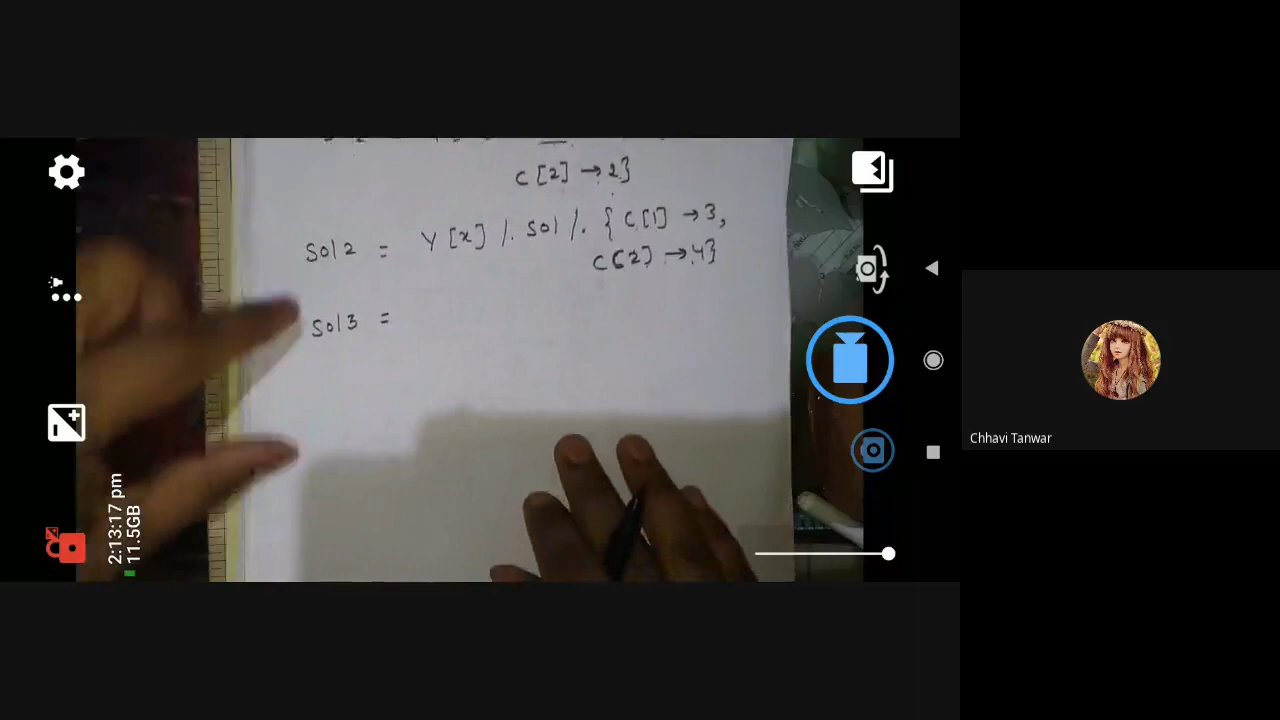 C[2] → 2}
Sol2 = Y[x] /. Sol /. { C[1] → 3,
C[2] → 4}
Sol3 =
2:13:17 pm
11.5GB
Chhavi Tanwar